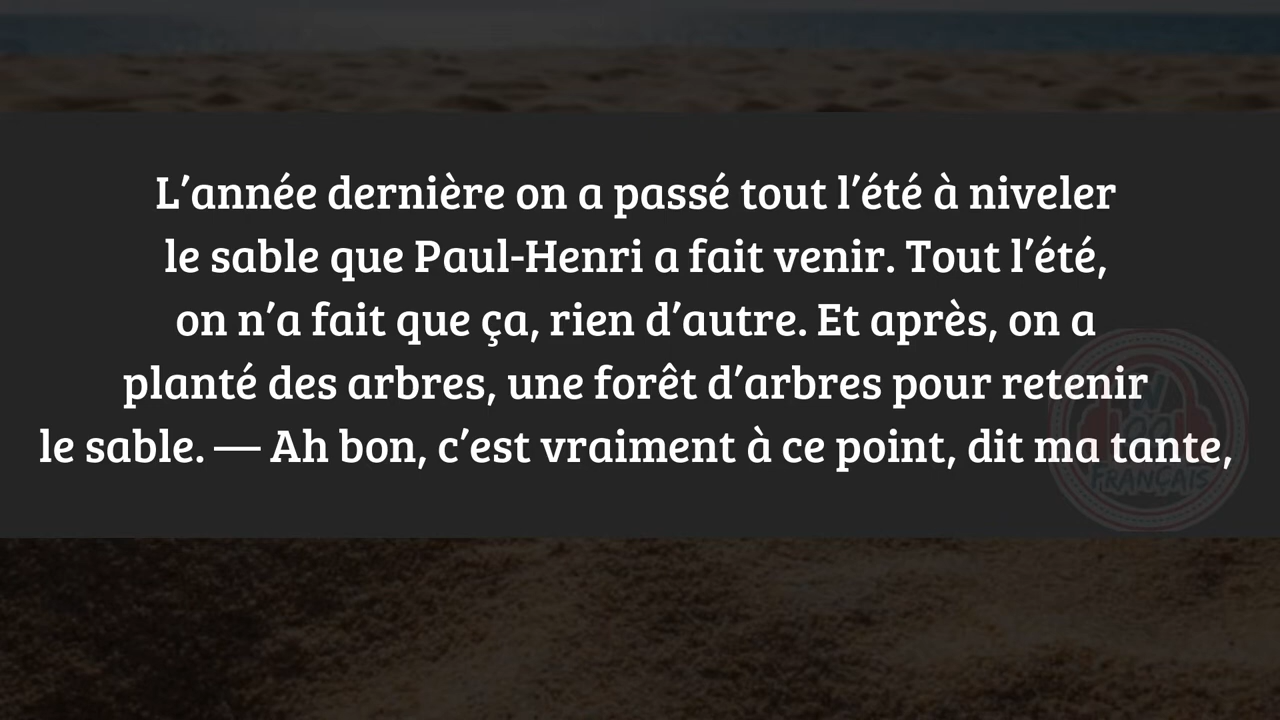 L’année dernière on a passé tout l’été à niveler
le sable que Paul-Henri a fait venir. Tout l’été,
on n’a fait que ça, rien d’autre. Et après, on a
planté des arbres, une forêt d’arbres pour retenir
le sable. — Ah bon, c’est vraiment à ce point, dit ma tante,
FRANÇAIS